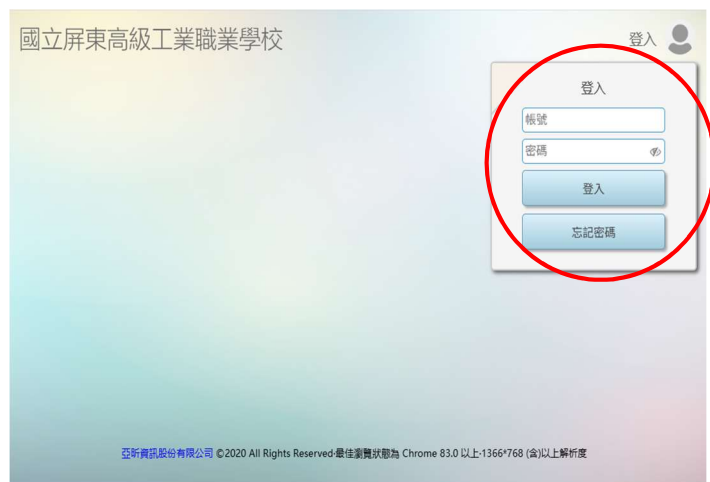 國立屏東高級工業職業學校
登入
登入
帳號
密碼
登入
忘記密碼
亞昕資訊股份有限公司 ©2020 All Rights Reserved·最佳瀏覽狀態為 Chrome 83.0 以上·1366*768 (含)以上解析度